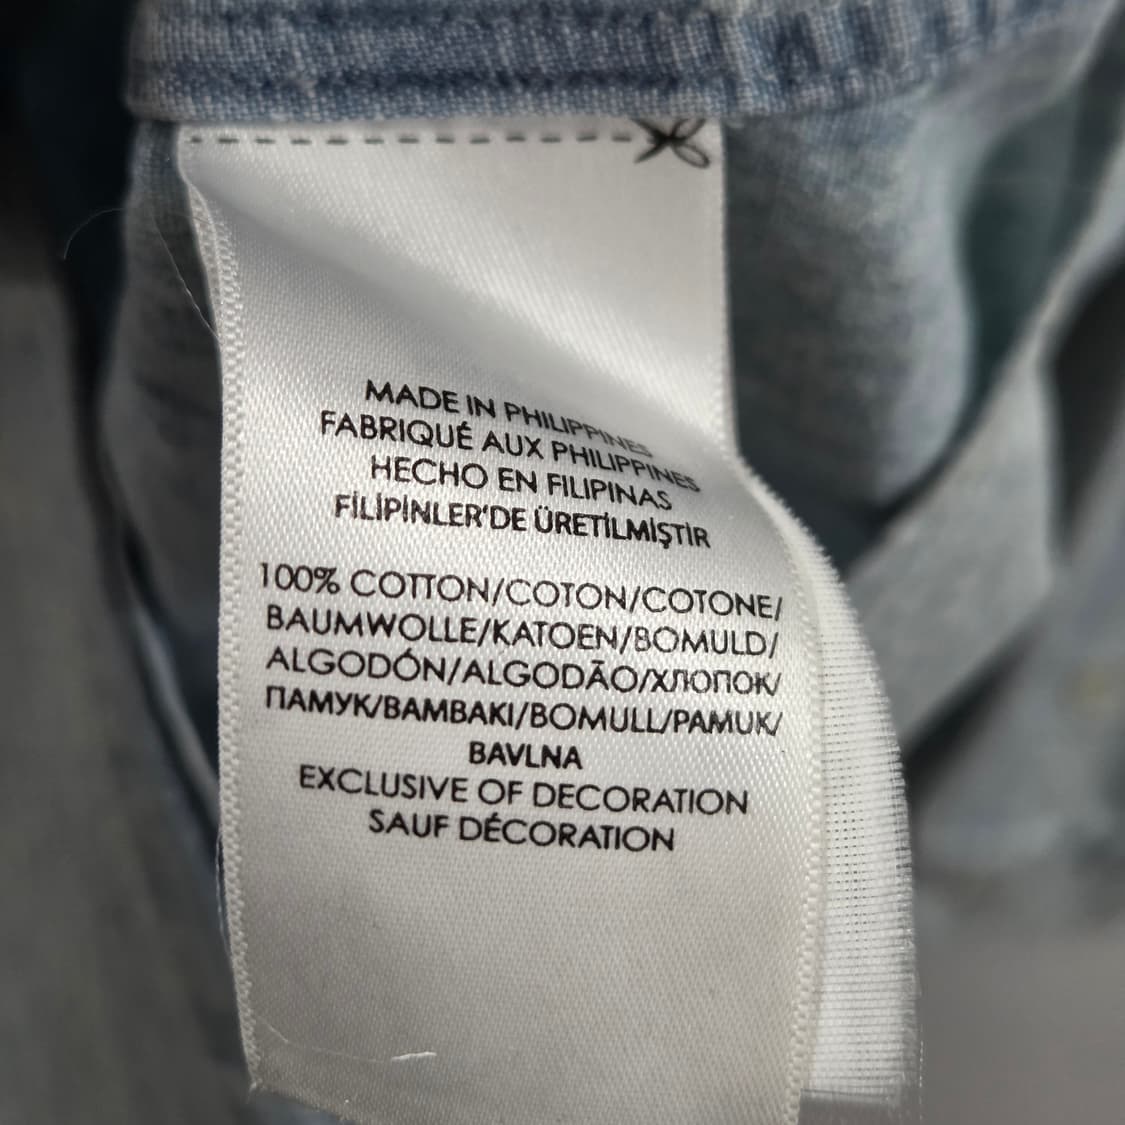 MADE IN PHILIPPINES
FABRIQUÉ AUX PHILIPPINES
HECHO EN FILIPINAS
FİLİPİNLER'DE ÜRETİLMİŞTİR
100% COTTON/COTON/COTONE/
BAUMWOLLE/KATOEN/BOMULD/
ALGODÓN/ALGODÃO/ХЛОПОК/
ПАМУК/BAMBAKI/BOMULL/PAMUK/
BAVLNA
EXCLUSIVE OF DECORATION
SAUF DÉCORATION